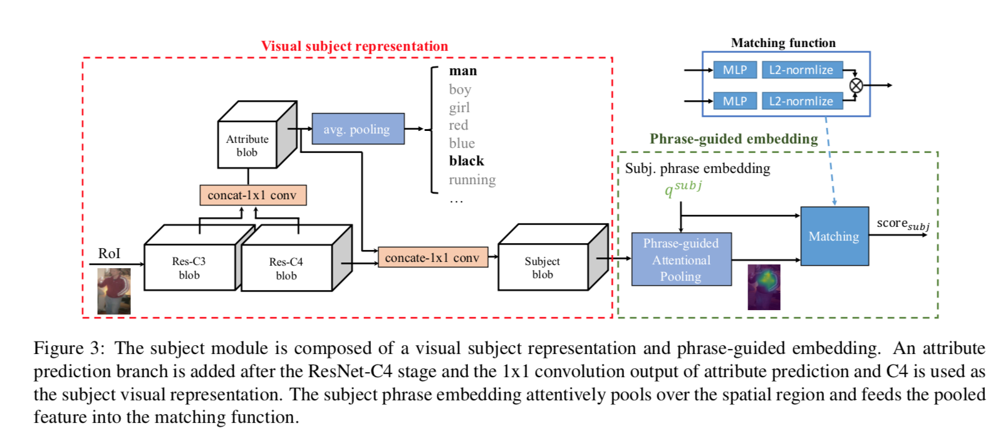 Visual subject representation
man
boy
girl
red
blue
black
running
...
Attribute
blob
avg. pooling
concat-1x1 conv
RoI
Res-C3
blob
Res-C4
blob
concate-1x1 conv
Subject
blob
Matching function
MLP
L2-normlize
MLP
L2-normlize
Phrase-guided embedding
Subj. phrase embedding
q^{subj}
Phrase-guided
Attentional
Pooling
Matching
score_{subj}
Figure 3: The subject module is composed of a visual subject representation and phrase-guided embedding. An attribute
prediction branch is added after the ResNet-C4 stage and the 1x1 convolution output of attribute prediction and C4 is used as
the subject visual representation. The subject phrase embedding attentively pools over the spatial region and feeds the pooled
feature into the matching function.